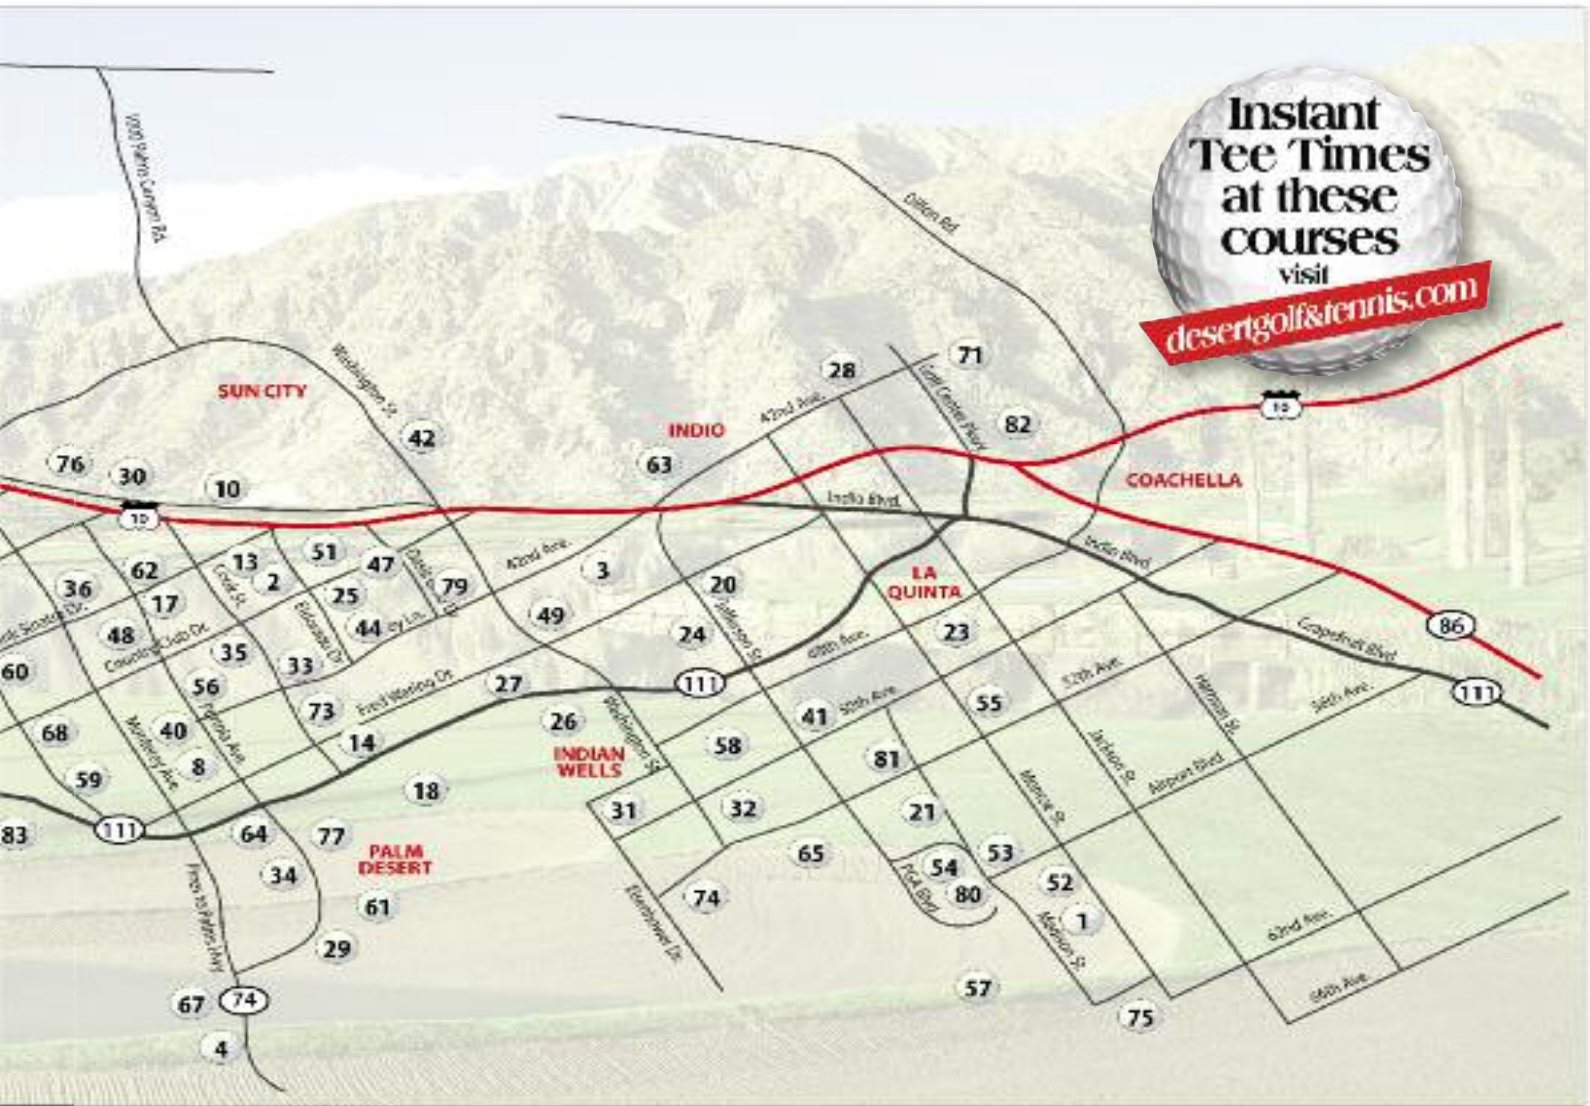 Instant
Tee Times
at these
courses
visit
desertgolf&tennis.com
1000 Palms Canyon Rd.
Dillon Rd.
Washington St.
SUN CITY
INDIO
COACHELLA
LA
QUINTA
INDIAN
WELLS
PALM
DESERT
71
28
42nd Ave.
Golf Center Pkwy
82
10
42
63
76
30
10
10
Indio Blvd.
Indio Blvd.
51
13
62
2
47
79
42nd Ave.
3
20
36
17
Cook St.
25
49
44
ey Ln.
Eldorado Dr.
48
Country Club Dr.
35
33
60
56
27
Fred Waring Dr.
73
24
Jefferson St.
111
48th Ave.
23
86
Grapefruit Blvd.
111
52nd Ave.
50th Ave.
54th Ave.
Harrison St.
Jackson St.
55
41
26
Washington St.
58
81
68
40
Monterey Ave.
Portola Ave.
14
8
59
18
31
32
21
Monroe St.
Airport Blvd.
83
111
64
77
65
53
54
80
PGA Blvd.
52
1
34
61
74
Eisenhower Dr.
Madison St.
62nd Ave.
66th Ave.
Pines to Palms Hwy.
29
67
74
57
75
4